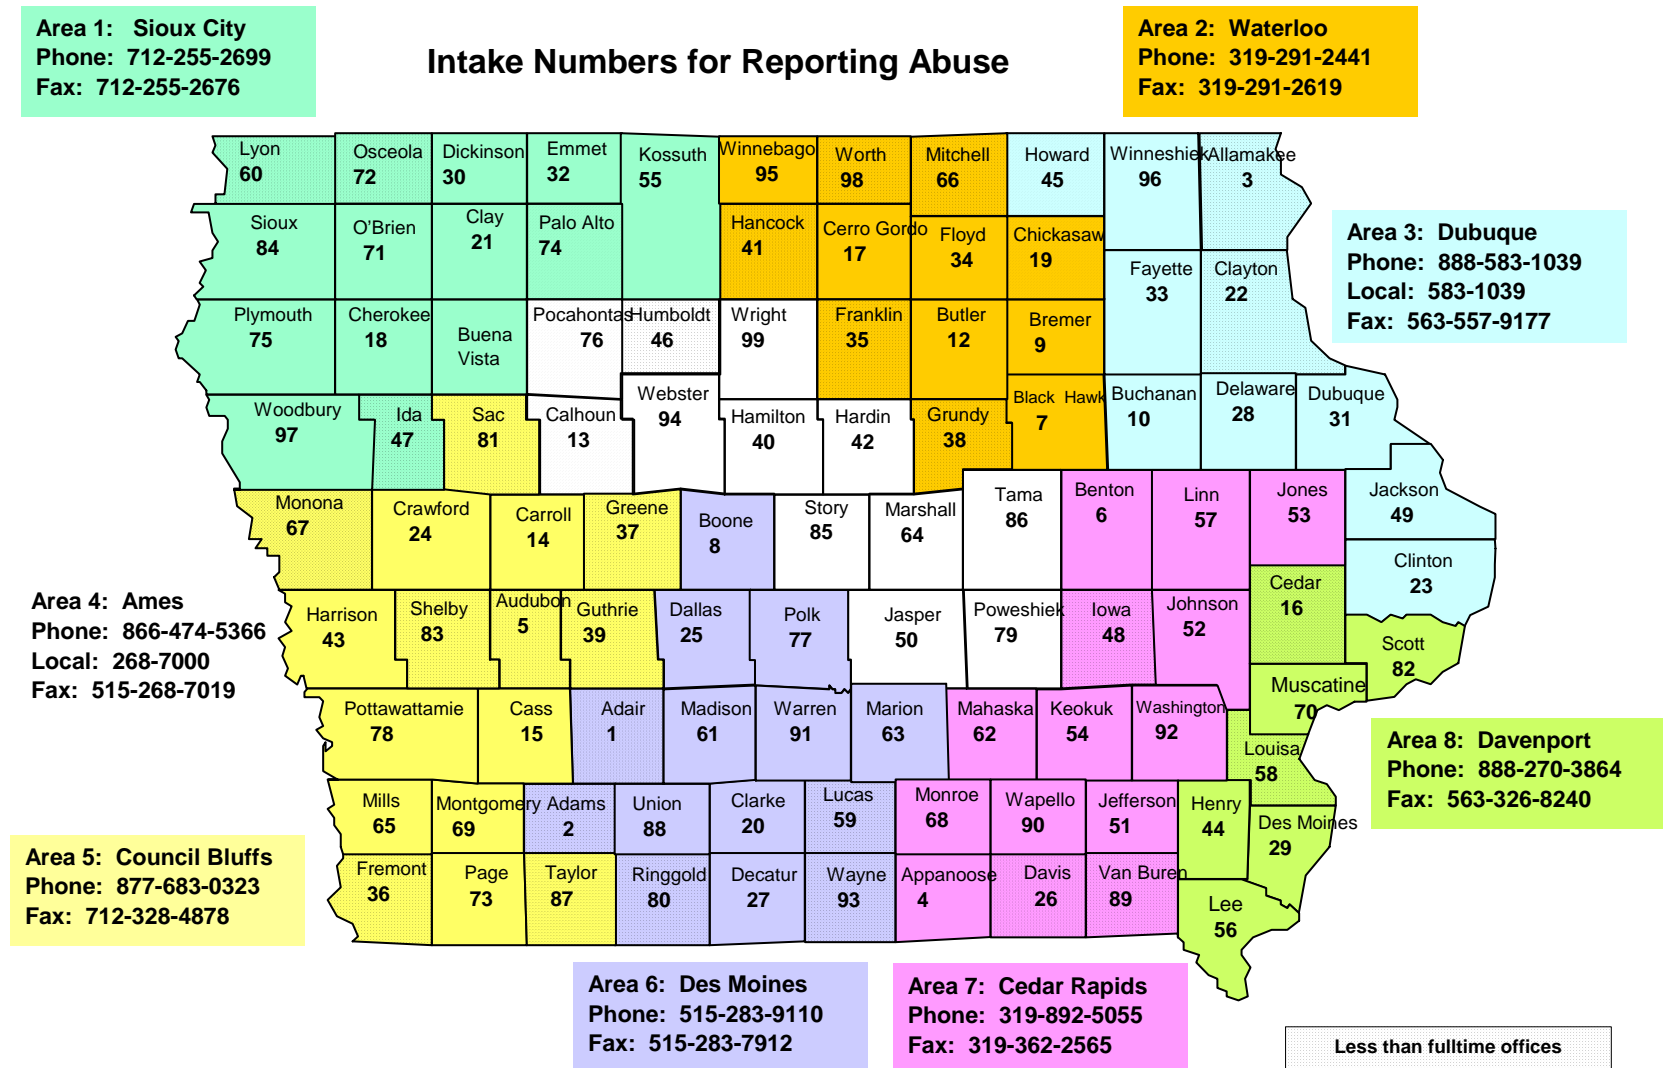 Area 1: Sioux City
Phone: 712-255-2699
Fax: 712-255-2676
Intake Numbers for Reporting Abuse
Area 2: Waterloo
Phone: 319-291-2441
Fax: 319-291-2619
Lyon
60
Osceola
72
Dickinson
30
Emmet
32
Kossuth
55
Winnebago
95
Worth
98
Mitchell
66
Howard
45
Winneshiek
96
Allamakee
3
Sioux
84
O'Brien
71
Clay
21
Palo Alto
74
Hancock
41
Cerro Gordo
17
Floyd
34
Chickasaw
19
Fayette
33
Clayton
22
Area 3: Dubuque
Phone: 888-583-1039
Local: 583-1039
Fax: 563-557-9177
Plymouth
75
Cherokee
18
Buena
Vista
Pocahontas
76
Humboldt
46
Wright
99
Franklin
35
Butler
12
Bremer
9
Woodbury
97
Ida
47
Sac
81
Calhoun
13
Webster
94
Hamilton
40
Hardin
42
Grundy
38
Black Hawk
7
Buchanan
10
Delaware
28
Dubuque
31
Monona
67
Crawford
24
Carroll
14
Greene
37
Boone
8
Story
85
Marshall
64
Tama
86
Benton
6
Linn
57
Jones
53
Jackson
49
Clinton
23
Area 4: Ames
Phone: 866-474-5366
Local: 268-7000
Fax: 515-268-7019
Harrison
43
Shelby
83
Audubon
5
Guthrie
39
Dallas
25
Polk
77
Jasper
50
Poweshiek
79
Iowa
48
Johnson
52
Cedar
16
Scott
82
Muscatine
70
Pottawattamie
78
Cass
15
Adair
1
Madison
61
Warren
91
Marion
63
Mahaska
62
Keokuk
54
Washington
92
Louisa
58
Area 8: Davenport
Phone: 888-270-3864
Fax: 563-326-8240
Mills
65
Montgomery
69
Adams
2
Union
88
Clarke
20
Lucas
59
Monroe
68
Wapello
90
Jefferson
51
Henry
44
Des Moines
29
Area 5: Council Bluffs
Phone: 877-683-0323
Fax: 712-328-4878
Fremont
36
Page
73
Taylor
87
Ringgold
80
Decatur
27
Wayne
93
Appanoose
4
Davis
26
Van Buren
89
Lee
56
Area 6: Des Moines
Phone: 515-283-9110
Fax: 515-283-7912
Area 7: Cedar Rapids
Phone: 319-892-5055
Fax: 319-362-2565
Less than fulltime offices